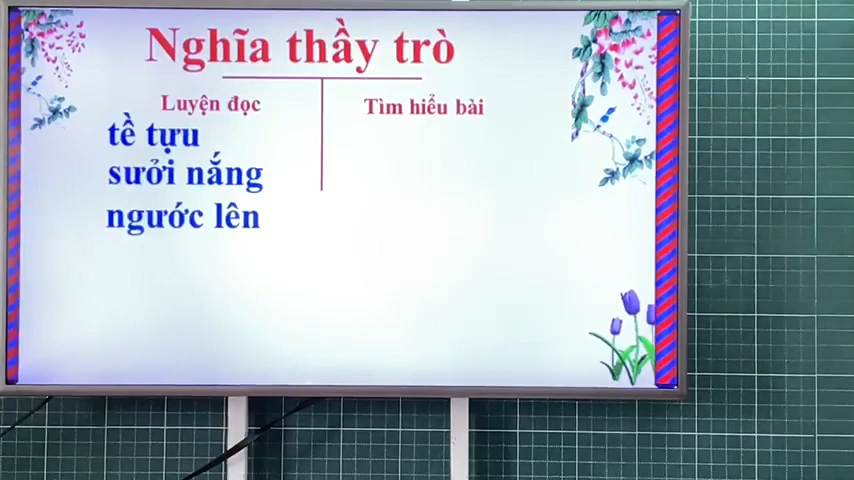 Nghĩa thầy trò
Luyện đọc
Tìm hiểu bài
tề tựu
sưởi nắng
ngước lên